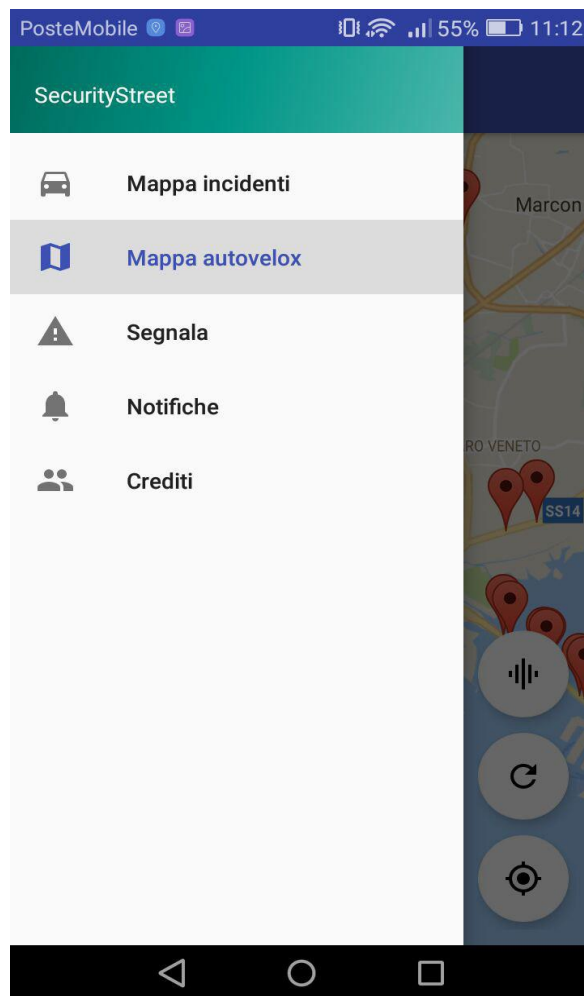 PosteMobile 55% 11:12
SecurityStreet
Mappa incidenti
Marcon
Mappa autovelox
Segnala
Notifiche
RO VENETO
Crediti
SS14